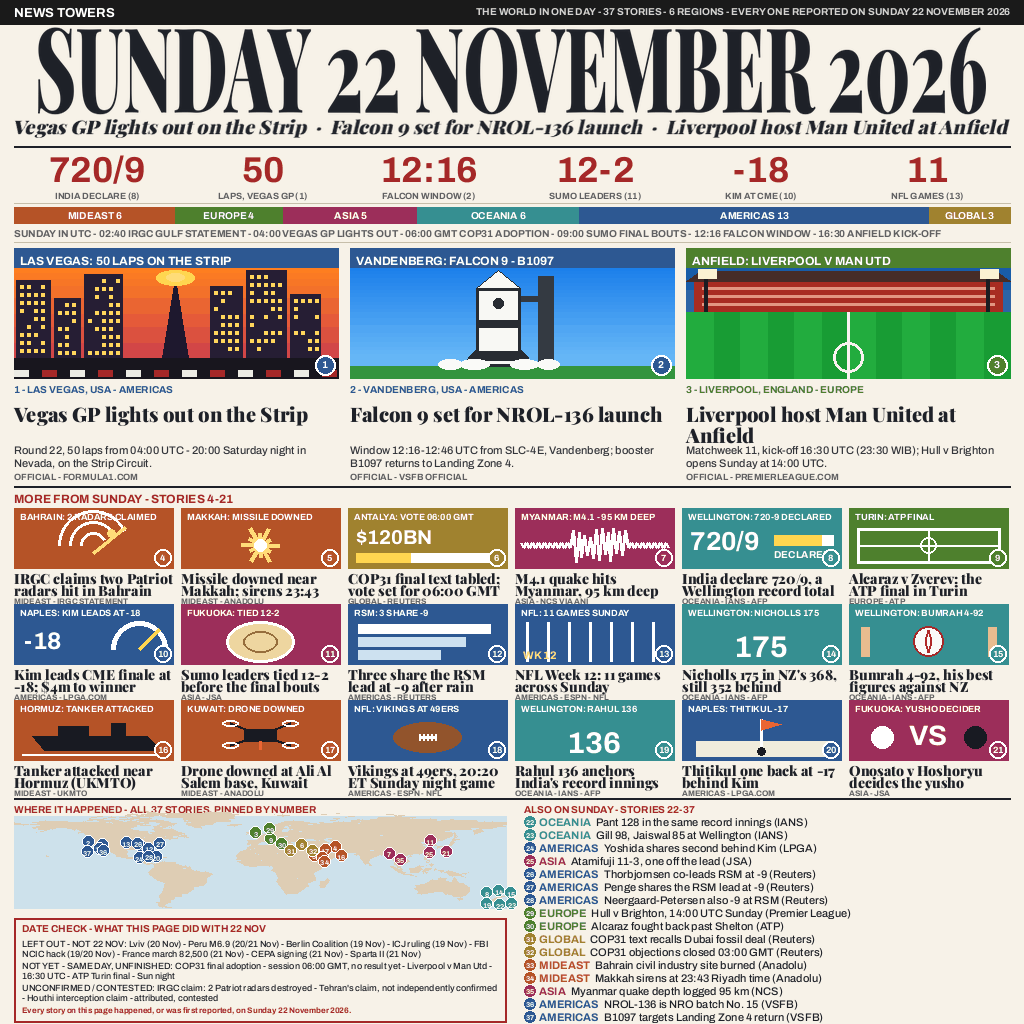 NEWS TOWERS
THE WORLD IN ONE DAY - 37 STORIES - 6 REGIONS - EVERY ONE REPORTED ON SUNDAY 22 NOVEMBER 2026
SUNDAY 22 NOVEMBER 2026
Vegas GP lights out on the Strip · Falcon 9 set for NROL-136 launch · Liverpool host Man United at Anfield
720/9
INDIA DECLARE (8)
50
LAPS, VEGAS GP (1)
12:16
FALCON WINDOW (2)
12-2
SUMO LEADERS (11)
-18
KIM AT CME (10)
11
NFL GAMES (13)
MIDEAST 6
EUROPE 4
ASIA 5
OCEANIA 6
AMERICAS 13
GLOBAL 3
SUNDAY IN UTC - 02:40 IRGC GULF STATEMENT - 04:00 VEGAS GP LIGHTS OUT - 06:00 GMT COP31 ADOPTION - 09:00 SUMO FINAL BOUTS - 12:16 FALCON WINDOW - 16:30 ANFIELD KICK-OFF
LAS VEGAS: 50 LAPS ON THE STRIP
1
1 - LAS VEGAS, USA - AMERICAS
Vegas GP lights out on the Strip
Round 22, 50 laps from 04:00 UTC - 20:00 Saturday night in
Nevada, on the Strip Circuit.
OFFICIAL - FORMULA1.COM
VANDENBERG: FALCON 9 - B1097
2
2 - VANDENBERG, USA - AMERICAS
Falcon 9 set for NROL-136 launch
Window 12:16-12:46 UTC from SLC-4E, Vandenberg; booster
B1097 returns to Landing Zone 4.
OFFICIAL - VSFB OFFICIAL
ANFIELD: LIVERPOOL V MAN UTD
3
3 - LIVERPOOL, ENGLAND - EUROPE
Liverpool host Man United at
Anfield
Matchweek 11, kick-off 16:30 UTC (23:30 WIB); Hull v Brighton
opens Sunday at 14:00 UTC.
OFFICIAL - PREMIERLEAGUE.COM
MORE FROM SUNDAY - STORIES 4-21
BAHRAIN: 2 RADARS CLAIMED
4
IRGC claims two Patriot
radars hit in Bahrain
MIDEAST - IRGC STATEMENT
MAKKAH: MISSILE DOWNED
5
Missile downed near
Makkah; sirens 23:43
MIDEAST - ANADOLU
ANTALYA: VOTE 06:00 GMT
$120BN
6
COP31 final text tabled;
vote set for 06:00 GMT
GLOBAL - REUTERS
MYANMAR: M4.1 - 95 KM DEEP
7
M4.1 quake hits
Myanmar, 95 km deep
ASIA - NCS VIA ANI
WELLINGTON: 720-9 DECLARED
720/9
DECLARE
8
India declare 720/9, a
Wellington record total
OCEANIA - IANS - AFP
TURIN: ATP FINAL
9
Alcaraz v Zverev: the
ATP final in Turin
EUROPE - ATP
NAPLES: KIM LEADS AT -18
-18
10
Kim leads CME finale at
-18; $4m to winner
AMERICAS - LPGA.COM
FUKUOKA: TIED 12-2
11
Sumo leaders tied 12-2
before the final bouts
ASIA - JSA
RSM: 3 SHARE -9
12
Three share the RSM
lead at -9 after rain
AMERICAS - REUTERS
NFL: 11 GAMES SUNDAY
WK12
13
NFL Week 12: 11 games
across Sunday
AMERICAS - ESPN - NFL
WELLINGTON: NICHOLLS 175
175
14
Nicholls 175 in NZ's 368,
still 352 behind
OCEANIA - IANS - AFP
WELLINGTON: BUMRAH 4-92
15
Bumrah 4-92, his best
figures against NZ
OCEANIA - IANS - AFP
HORMUZ: TANKER ATTACKED
16
Tanker attacked near
Hormuz (UKMTO)
MIDEAST - UKMTO
KUWAIT: DRONE DOWNED
17
Drone downed at Ali Al
Salem base, Kuwait
MIDEAST - ANADOLU
NFL: VIKINGS AT 49ERS
18
Vikings at 49ers, 20:20
ET Sunday night game
AMERICAS - ESPN - NFL
WELLINGTON: RAHUL 136
136
19
Rahul 136 anchors
India's record innings
OCEANIA - IANS - AFP
NAPLES: THITIKUL -17
20
Thitikul one back at -17
behind Kim
AMERICAS - LPGA.COM
FUKUOKA: YUSHO DECIDER
VS
21
Onosato v Hoshoryu
decides the yusho
ASIA - JSA
WHERE IT HAPPENED - ALL 37 STORIES, PINNED BY NUMBER
DATE CHECK - WHAT THIS PAGE DID WITH 22 NOV
LEFT OUT - NOT 22 NOV: Lviv (20 Nov) - Peru M6.9 (20/21 Nov) - Berlin Coalition (19 Nov) - ICJ ruling (19 Nov) - FBI
NCIC hack (19/20 Nov) - France march 82,500 (21 Nov) - CEPA signing (21 Nov) - Sparta II (21 Nov)
NOT YET - SAME DAY, UNFINISHED: COP31 final adoption - session 06:00 GMT, no result yet - Liverpool v Man Utd -
16:30 UTC - ATP Turin final - Sun night
UNCONFIRMED / CONTESTED: IRGC claim: 2 Patriot radars destroyed - Tehran's claim, not independently confirmed
- Houthi interception claim - attributed, contested
Every story on this page happened, or was first reported, on Sunday 22 November 2026.
ALSO ON SUNDAY - STORIES 22-37
22 OCEANIA Pant 128 in the same record innings (IANS)
23 OCEANIA Gill 98, Jaiswal 85 at Wellington (IANS)
24 AMERICAS Yoshida shares second behind Kim (LPGA)
25 ASIA Atamifuji 11-3, one off the lead (JSA)
26 AMERICAS Thorbjornsen co-leads RSM at -9 (Reuters)
27 AMERICAS Penge shares the RSM lead at -9 (Reuters)
28 AMERICAS Neergaard-Petersen also -9 at RSM (Reuters)
29 EUROPE Hull v Brighton, 14:00 UTC Sunday (Premier League)
30 EUROPE Alcaraz fought back past Shelton (ATP)
31 GLOBAL COP31 text recalls Dubai fossil deal (Reuters)
32 GLOBAL COP31 objections closed 03:00 GMT (Reuters)
33 MIDEAST Bahrain civil industry site burned (Anadolu)
34 MIDEAST Makkah sirens at 23:43 Riyadh time (Anadolu)
35 ASIA Myanmar quake depth logged 95 km (NCS)
36 AMERICAS NROL-136 is NRO batch No. 15 (VSFB)
37 AMERICAS B1097 targets Landing Zone 4 return (VSFB)